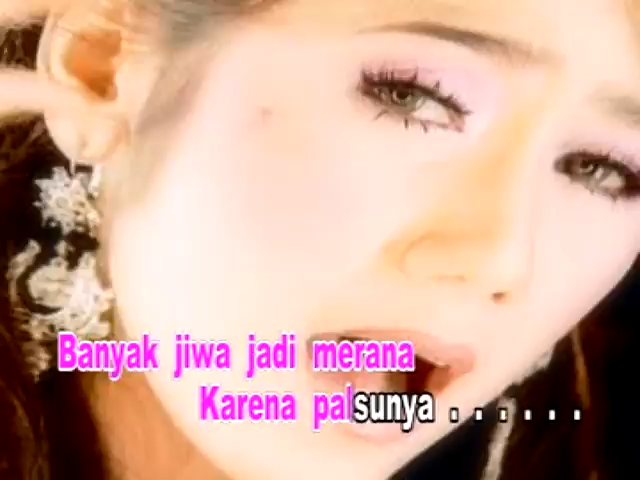 Banyak jiwa jadi merana
Karena palsunya . . . . . .